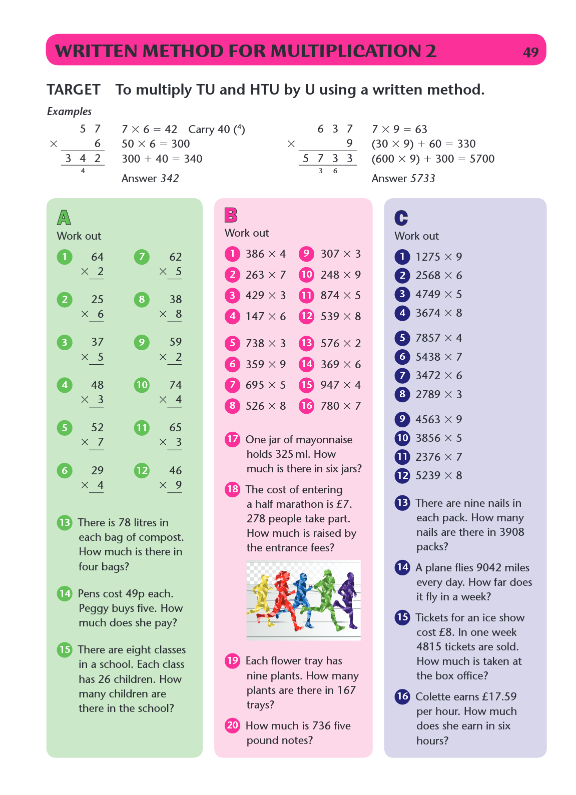 WRITTEN METHOD FOR MULTIPLICATION 2 49
TARGET To multiply TU and HTU by U using a written method.
Examples
5 7
× 6
3 4 2
4
7 × 6 = 42 Carry 40 (⁴)
50 × 6 = 300
300 + 40 = 340
Answer 342
6 3 7
× 9
5 7 3 3
3 6
7 × 9 = 63
(30 × 9) + 60 = 330
(600 × 9) + 300 = 5700
Answer 5733
A
Work out
1 64
× 2
2 25
× 6
3 37
× 5
4 48
× 3
5 52
× 7
6 29
× 4
7 62
× 5
8 38
× 8
9 59
× 2
10 74
× 4
11 65
× 3
12 46
× 9
13 There is 78 litres in
each bag of compost.
How much is there in
four bags?
14 Pens cost 49p each.
Peggy buys five. How
much does she pay?
15 There are eight classes
in a school. Each class
has 26 children. How
many children are
there in the school?
B
Work out
1 386 × 4
2 263 × 7
3 429 × 3
4 147 × 6
5 738 × 3
6 359 × 9
7 695 × 5
8 526 × 8
9 307 × 3
10 248 × 9
11 874 × 5
12 539 × 8
13 576 × 2
14 369 × 6
15 947 × 4
16 780 × 7
17 One jar of mayonnaise
holds 325 ml. How
much is there in six jars?
18 The cost of entering
a half marathon is £7.
278 people take part.
How much is raised by
the entrance fees?
19 Each flower tray has
nine plants. How many
plants are there in 167
trays?
20 How much is 736 five
pound notes?
C
Work out
1 1275 × 9
2 2568 × 6
3 4749 × 5
4 3674 × 8
5 7857 × 4
6 5438 × 7
7 3472 × 6
8 2789 × 3
9 4563 × 9
10 3856 × 5
11 2376 × 7
12 5239 × 8
13 There are nine nails in
each pack. How many
nails are there in 3908
packs?
14 A plane flies 9042 miles
every day. How far does
it fly in a week?
15 Tickets for an ice show
cost £8. In one week
4815 tickets are sold.
How much is taken at
the box office?
16 Colette earns £17.59
per hour. How much
does she earn in six
hours?